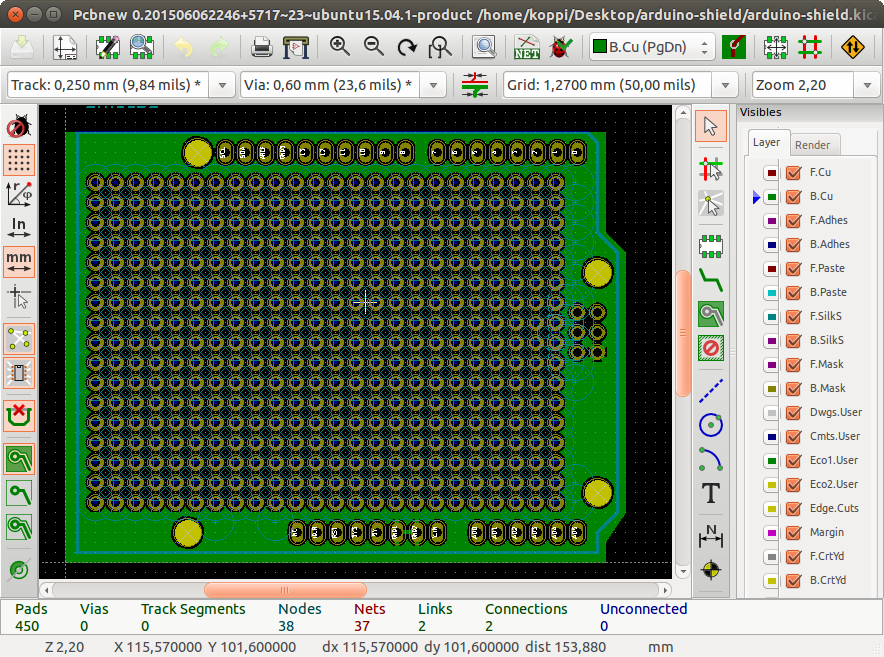 Pcbnew 0.201506062246+5717~23~ubuntu15.04.1-product /home/koppi/Desktop/arduino-shield/arduino-shield.kic
NET
B.Cu (PgDn)
Track: 0,250 mm (9,84 mils) *
Via: 0,60 mm (23,6 mils) *
Grid: 1,2700 mm (50,00 mils)
Zoom 2,20
Visibles
Layer
Render
F.Cu
B.Cu
F.Adhes
B.Adhes
F.Paste
B.Paste
F.SilkS
B.SilkS
F.Mask
B.Mask
Dwgs.User
Cmts.User
Eco1.User
Eco2.User
Edge.Cuts
Margin
F.CrtYd
B.CrtYd
In
mm
T
N
Pads
Vias
Track Segments
Nodes
Nets
Links
Connections
Unconnected
450
0
0
38
37
2
2
0
Z 2,20
X 115,570000 Y 101,600000
dx 115,570000 dy 101,600000 dist 153,880
mm